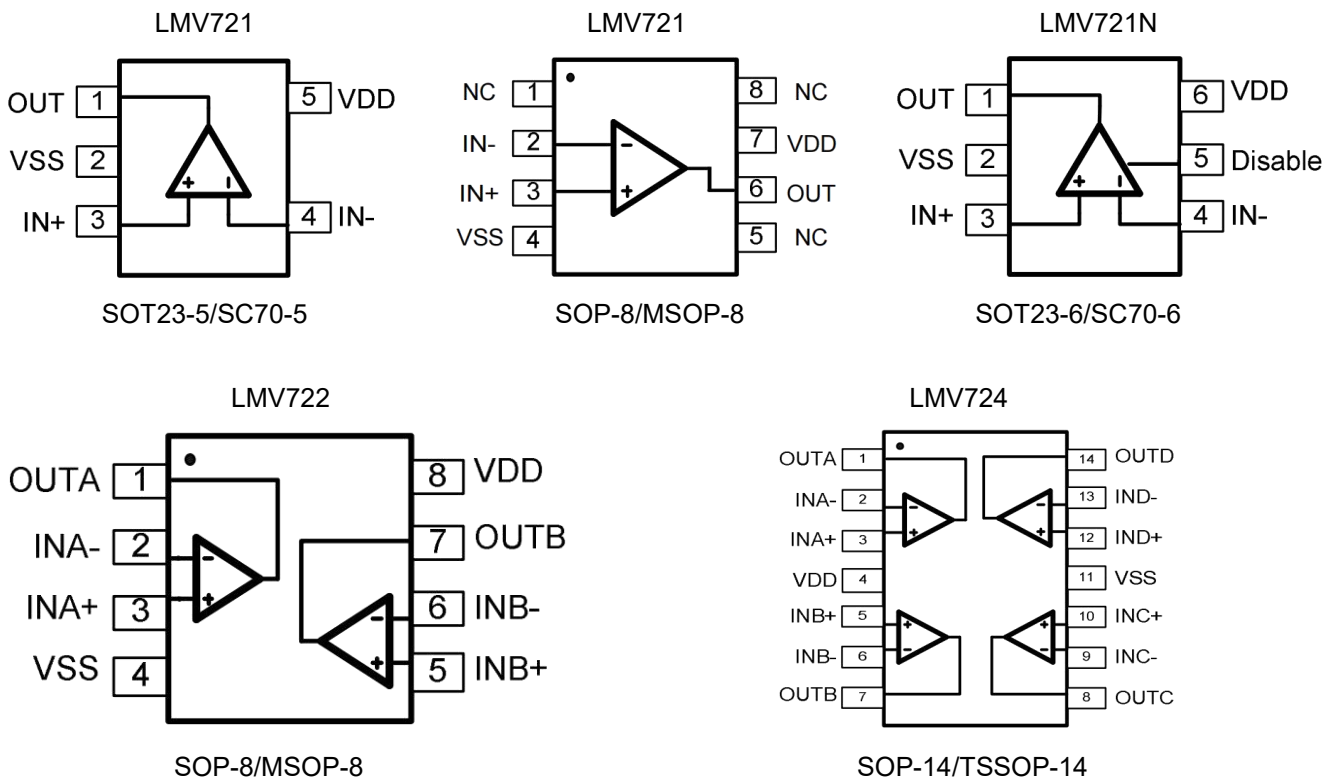 LMV721
OUT 1
5 VDD
VSS 2
IN+ 3
4 IN-
+ -
SOT23-5/SC70-5
LMV721
NC 1
8 NC
IN- 2
7 VDD
IN+ 3
6 OUT
VSS 4
5 NC
-
+
SOP-8/MSOP-8
LMV721N
OUT 1
6 VDD
VSS 2
5 Disable
IN+ 3
4 IN-
+ -
SOT23-6/SC70-6
LMV722
OUTA 1
8 VDD
INA- 2
7 OUTB
INA+ 3
6 INB-
VSS 4
5 INB+
-
+
-
+
SOP-8/MSOP-8
LMV724
OUTA 1
14 OUTD
INA- 2
13 IND-
INA+ 3
12 IND+
VDD 4
11 VSS
INB+ 5
10 INC+
INB- 6
9 INC-
OUTB 7
8 OUTC
- -
+ +
+ +
- -
SOP-14/TSSOP-14